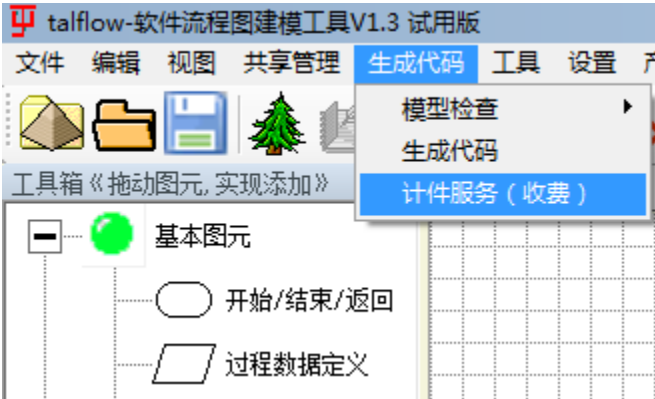 talflow-软件流程图建模工具V1.3 试用版
文件 编辑 视图 共享管理 生成代码 工具 设置
模型检查
生成代码
计件服务（收费）
工具箱《拖动图元, 实现添加》
基本图元
开始/结束/返回
过程数据定义